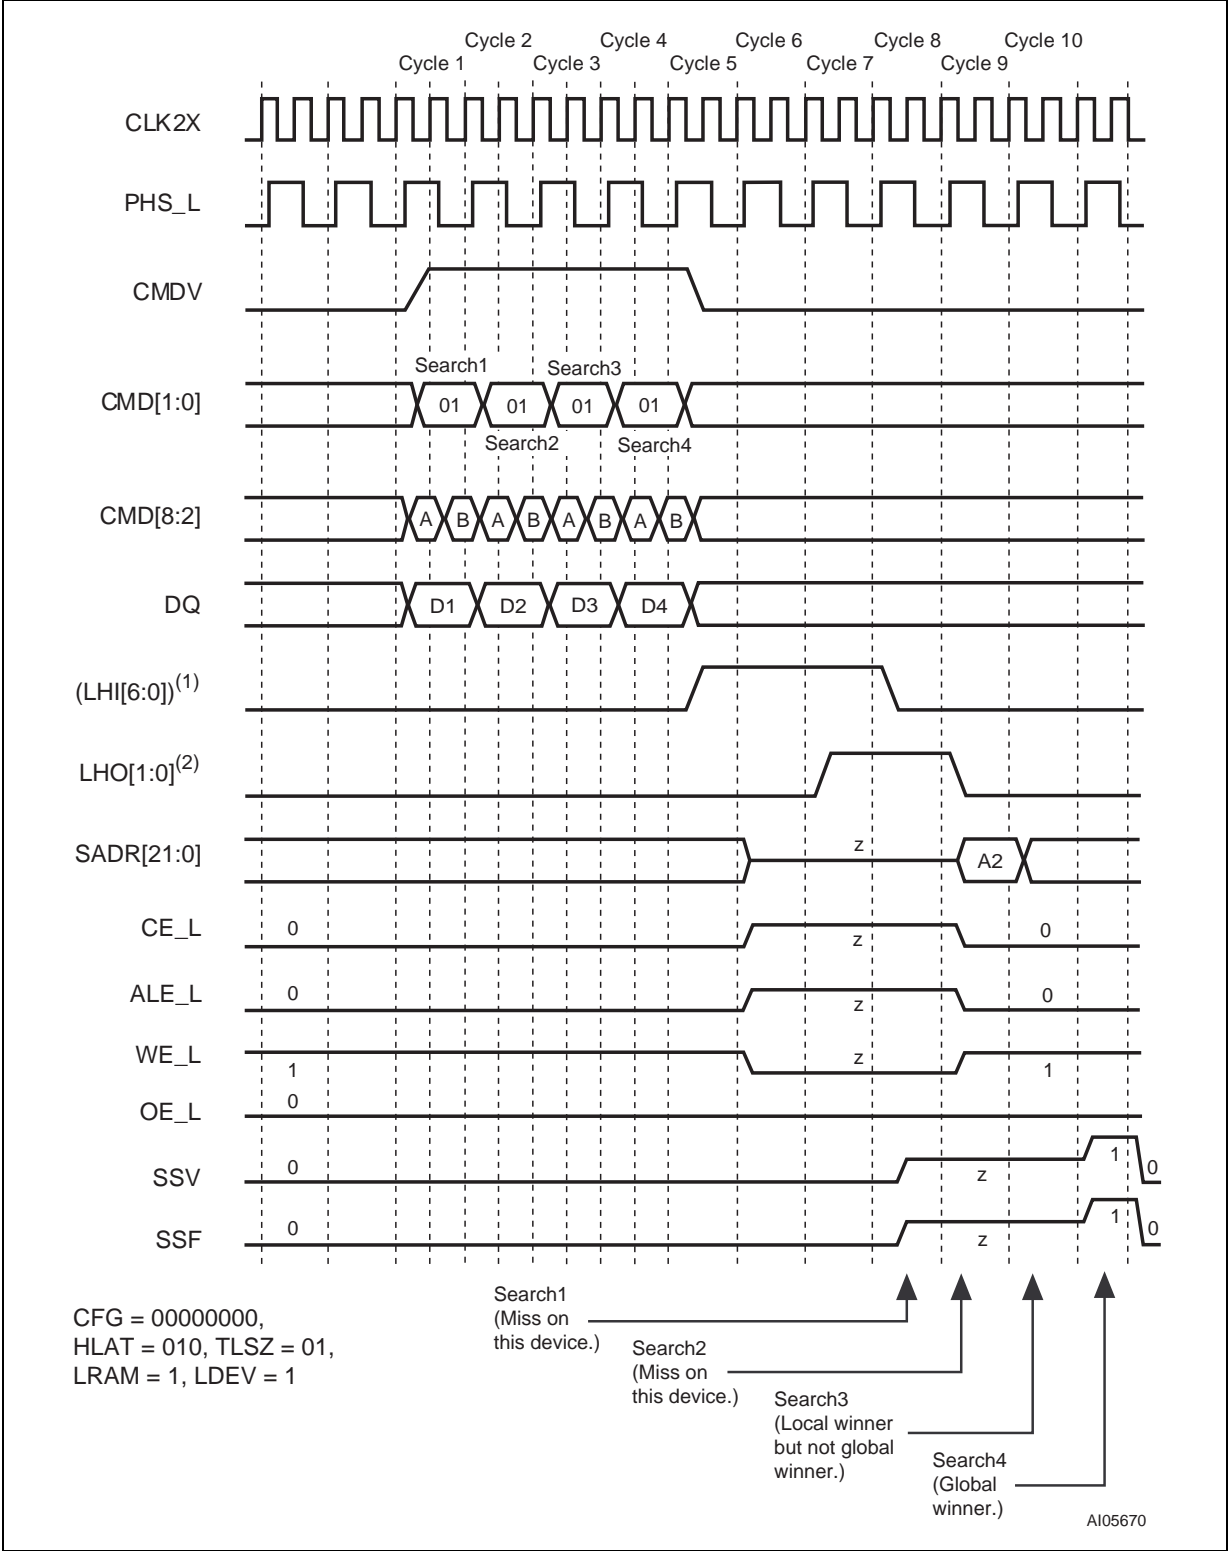 Cycle 2 Cycle 4 Cycle 6 Cycle 8 Cycle 10
Cycle 1 Cycle 3 Cycle 5 Cycle 7 Cycle 9
CLK2X
PHS_L
CMDV
Search1 Search3
CMD[1:0] 01 01 01 01
Search2 Search4
CMD[8:2] A B A B A B A B
DQ D1 D2 D3 D4
(LHI[6:0])(1)
LHO[1:0](2)
SADR[21:0] z A2
CE_L 0 z 0
ALE_L 0 z 0
WE_L 1 z 1
OE_L 0
SSV 0 z 1 0
SSF 0 z 1 0
CFG = 00000000,
HLAT = 010, TLSZ = 01,
LRAM = 1, LDEV = 1
Search1
(Miss on
this device.)
Search2
(Miss on
this device.)
Search3
(Local winner
but not global
winner.)
Search4
(Global
winner.)
AI05670